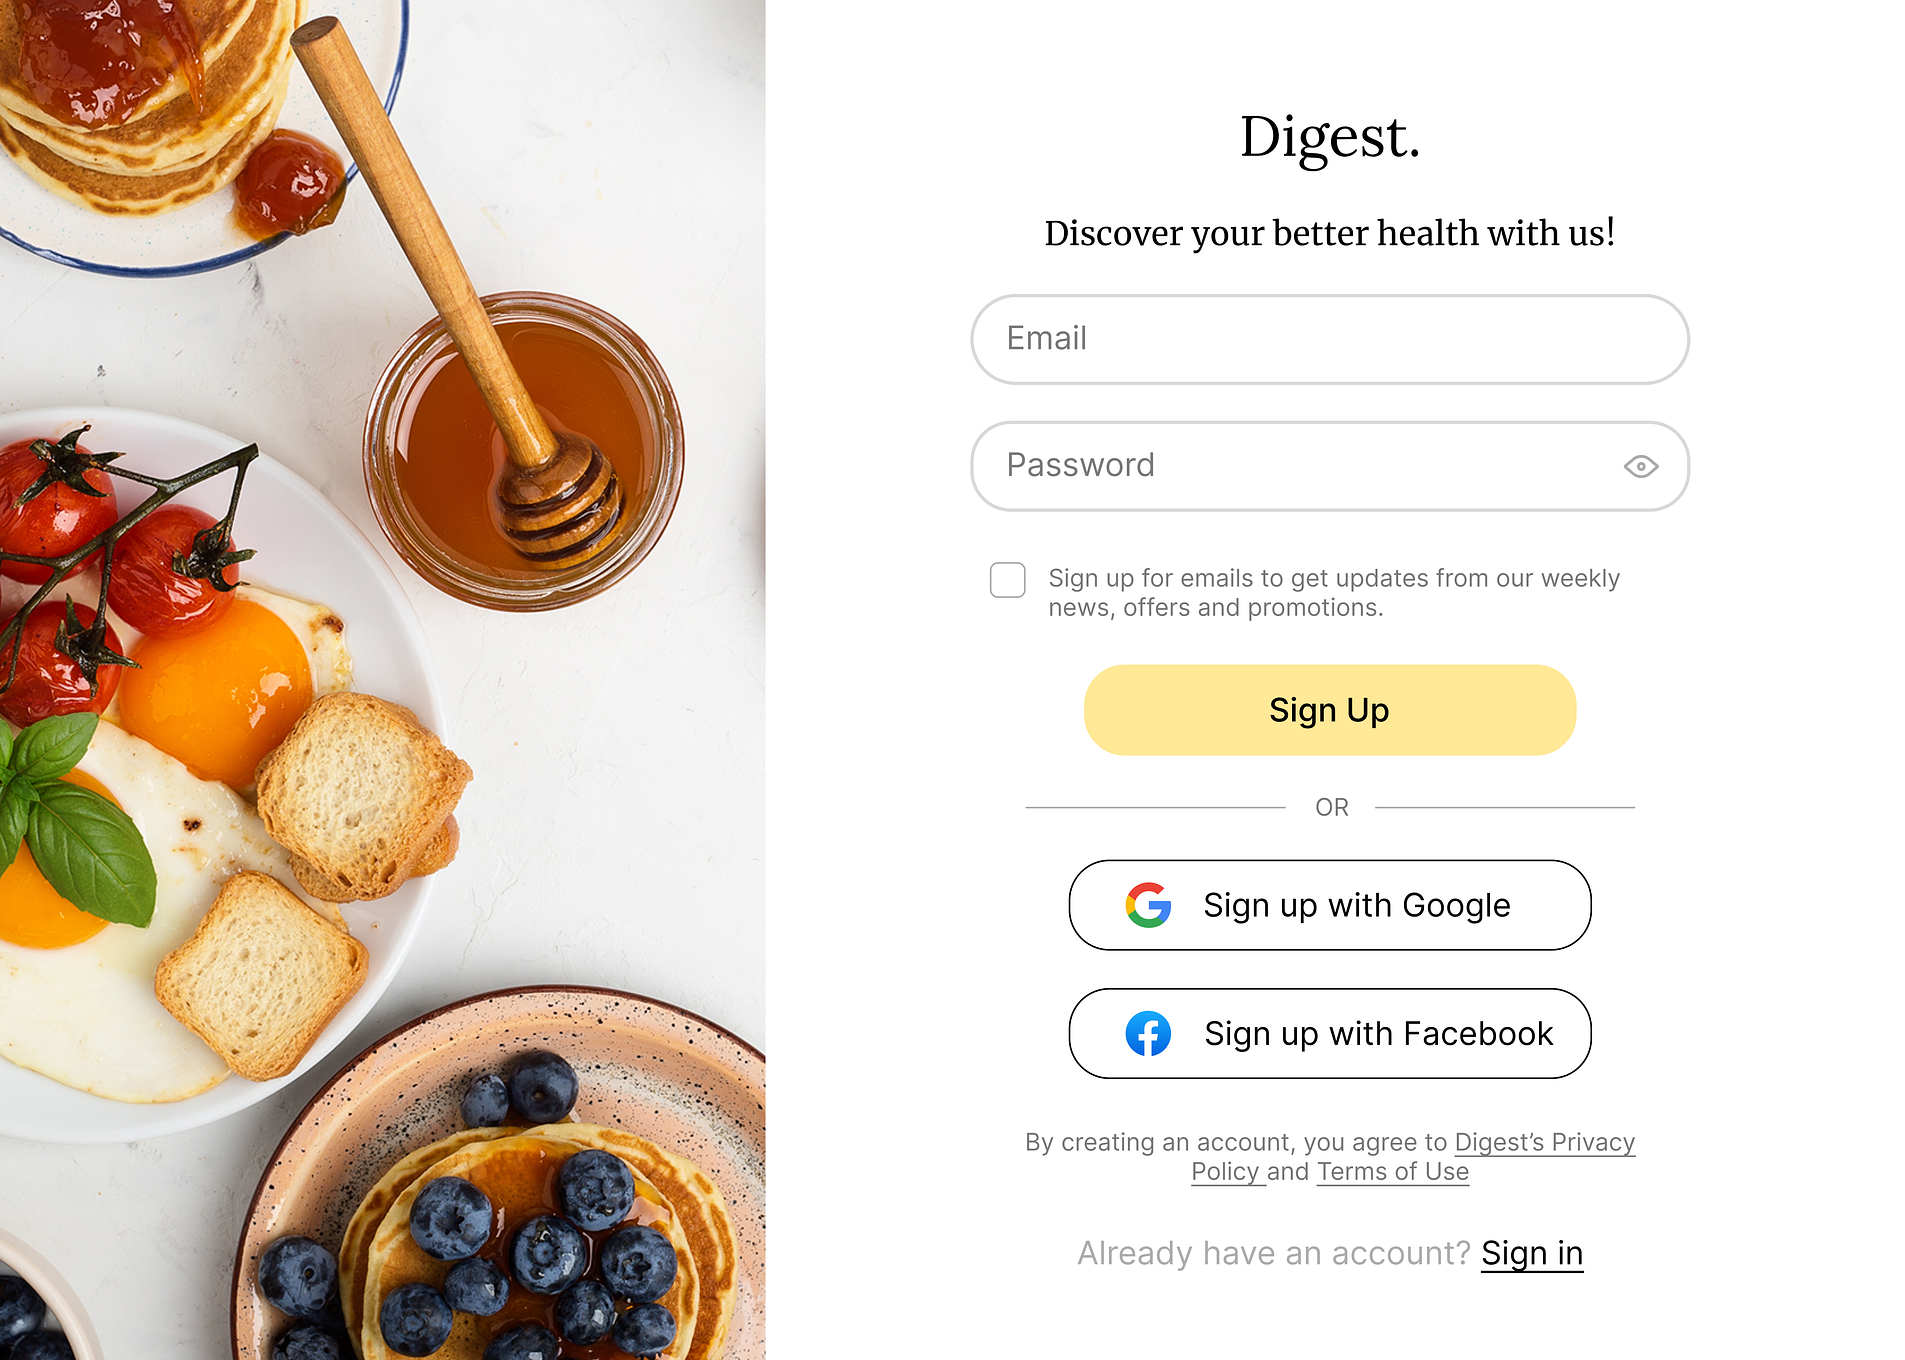 Digest.
Discover your better health with us!
Email
Password
Sign up for emails to get updates from our weekly
news, offers and promotions.
Sign Up
OR
Sign up with Google
Sign up with Facebook
By creating an account, you agree to Digest’s Privacy
Policy and Terms of Use
Already have an account? Sign in